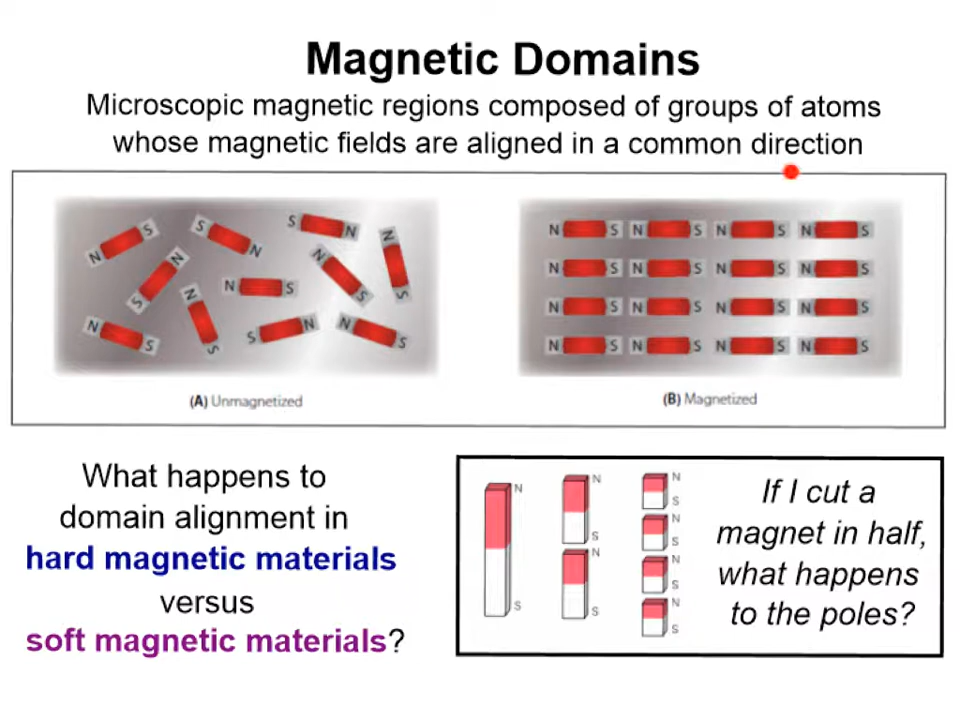 Magnetic Domains
Microscopic magnetic regions composed of groups of atoms
whose magnetic fields are aligned in a common direction
N S S N S N N S
S N N S N S N S
N S S N N S N S
N S N S N S N S
N S N S N S N S
N S N S N S N S
N S N S N S N S
(A) Unmagnetized
(B) Magnetized
What happens to
domain alignment in
hard magnetic materials
versus
soft magnetic materials?
N S
N S
N S
N S
N S
N S
N S
If I cut a
magnet in half,
what happens
to the poles?